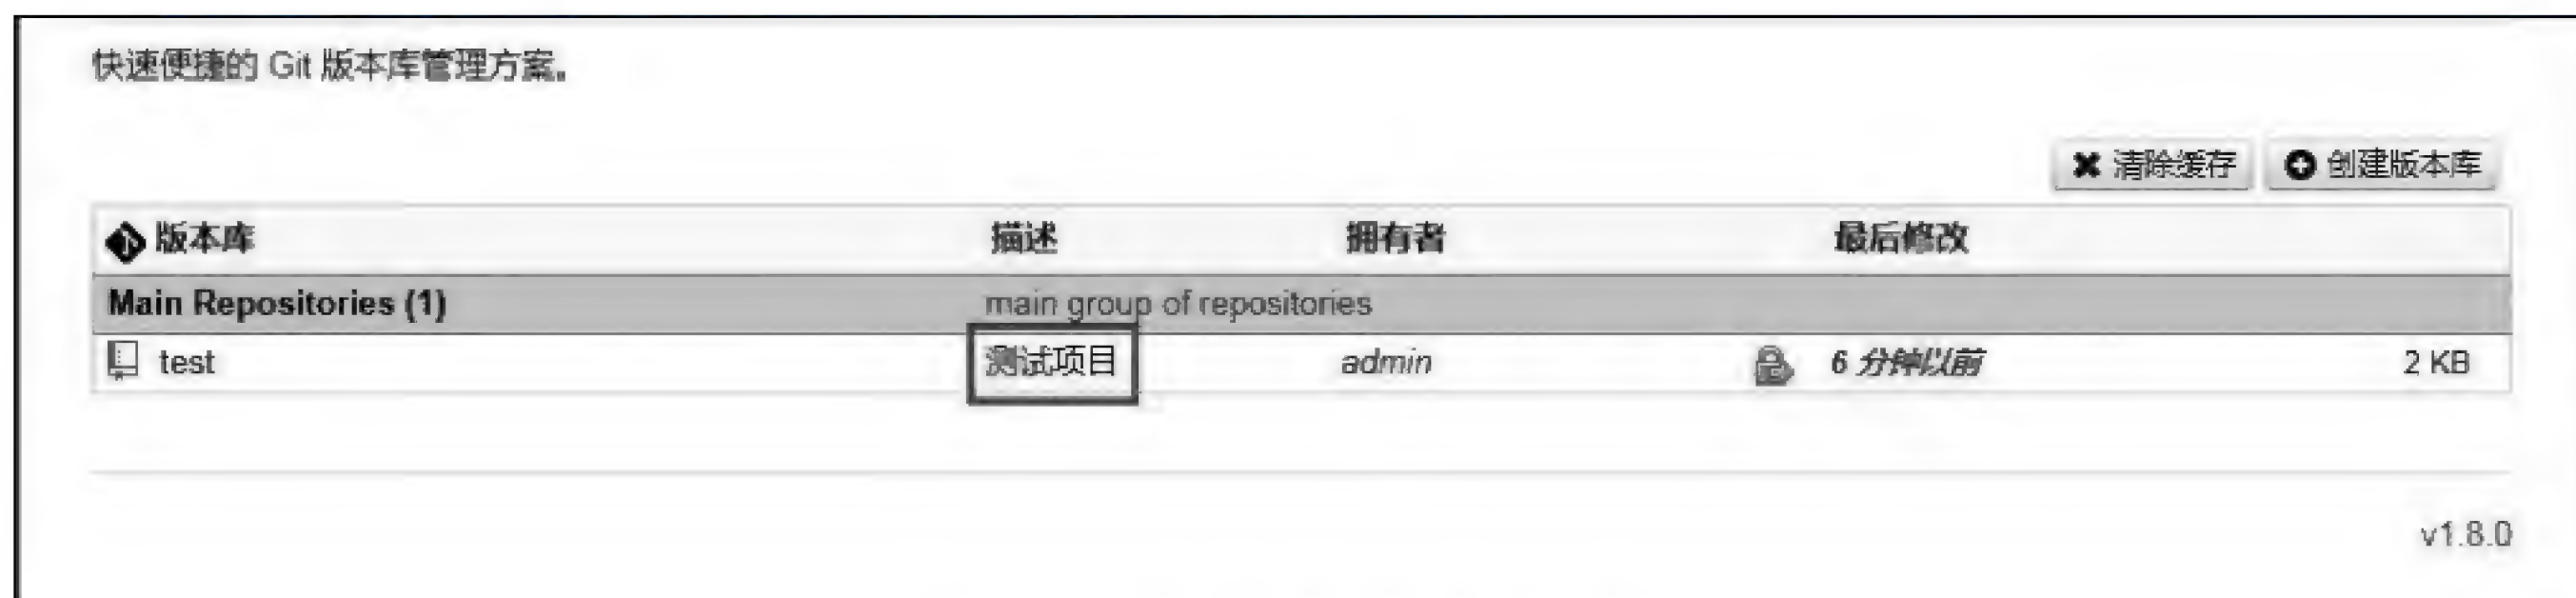 快速便捷的 Git 版本库管理方案。
清除缓存 创建版本库
版本库 描述 拥有者 最后修改
Main Repositories (1) main group of repositories
test 测试项目 admin 6 分钟以前 2 KB
v1.8.0